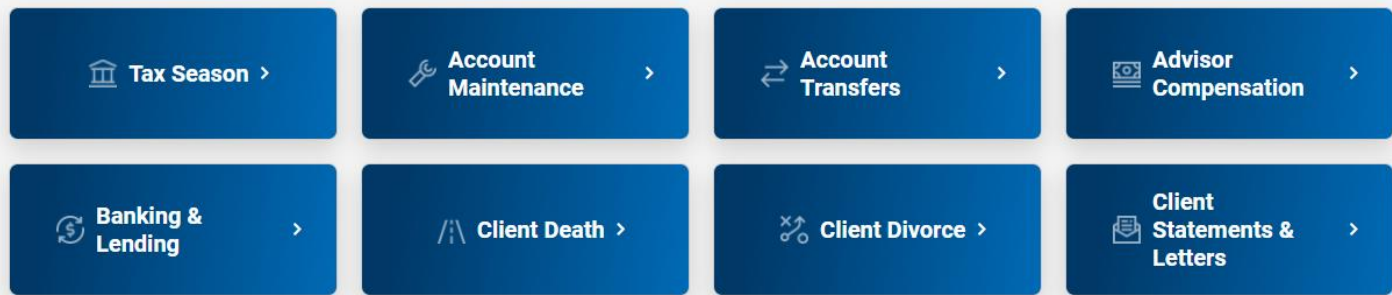 Tax Season
Account
Maintenance
Account
Transfers
Advisor
Compensation
Banking &
Lending
Client Death
Client Divorce
Client
Statements &
Letters